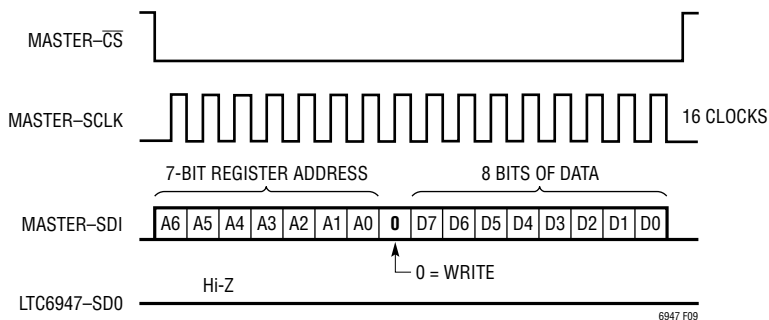 MASTER–C̅S̅
MASTER–SCLK
16 CLOCKS
7-BIT REGISTER ADDRESS 8 BITS OF DATA
MASTER–SDI A6 A5 A4 A3 A2 A1 A0 0 D7 D6 D5 D4 D3 D2 D1 D0
0 = WRITE
Hi-Z
LTC6947–SD0
6947 F09